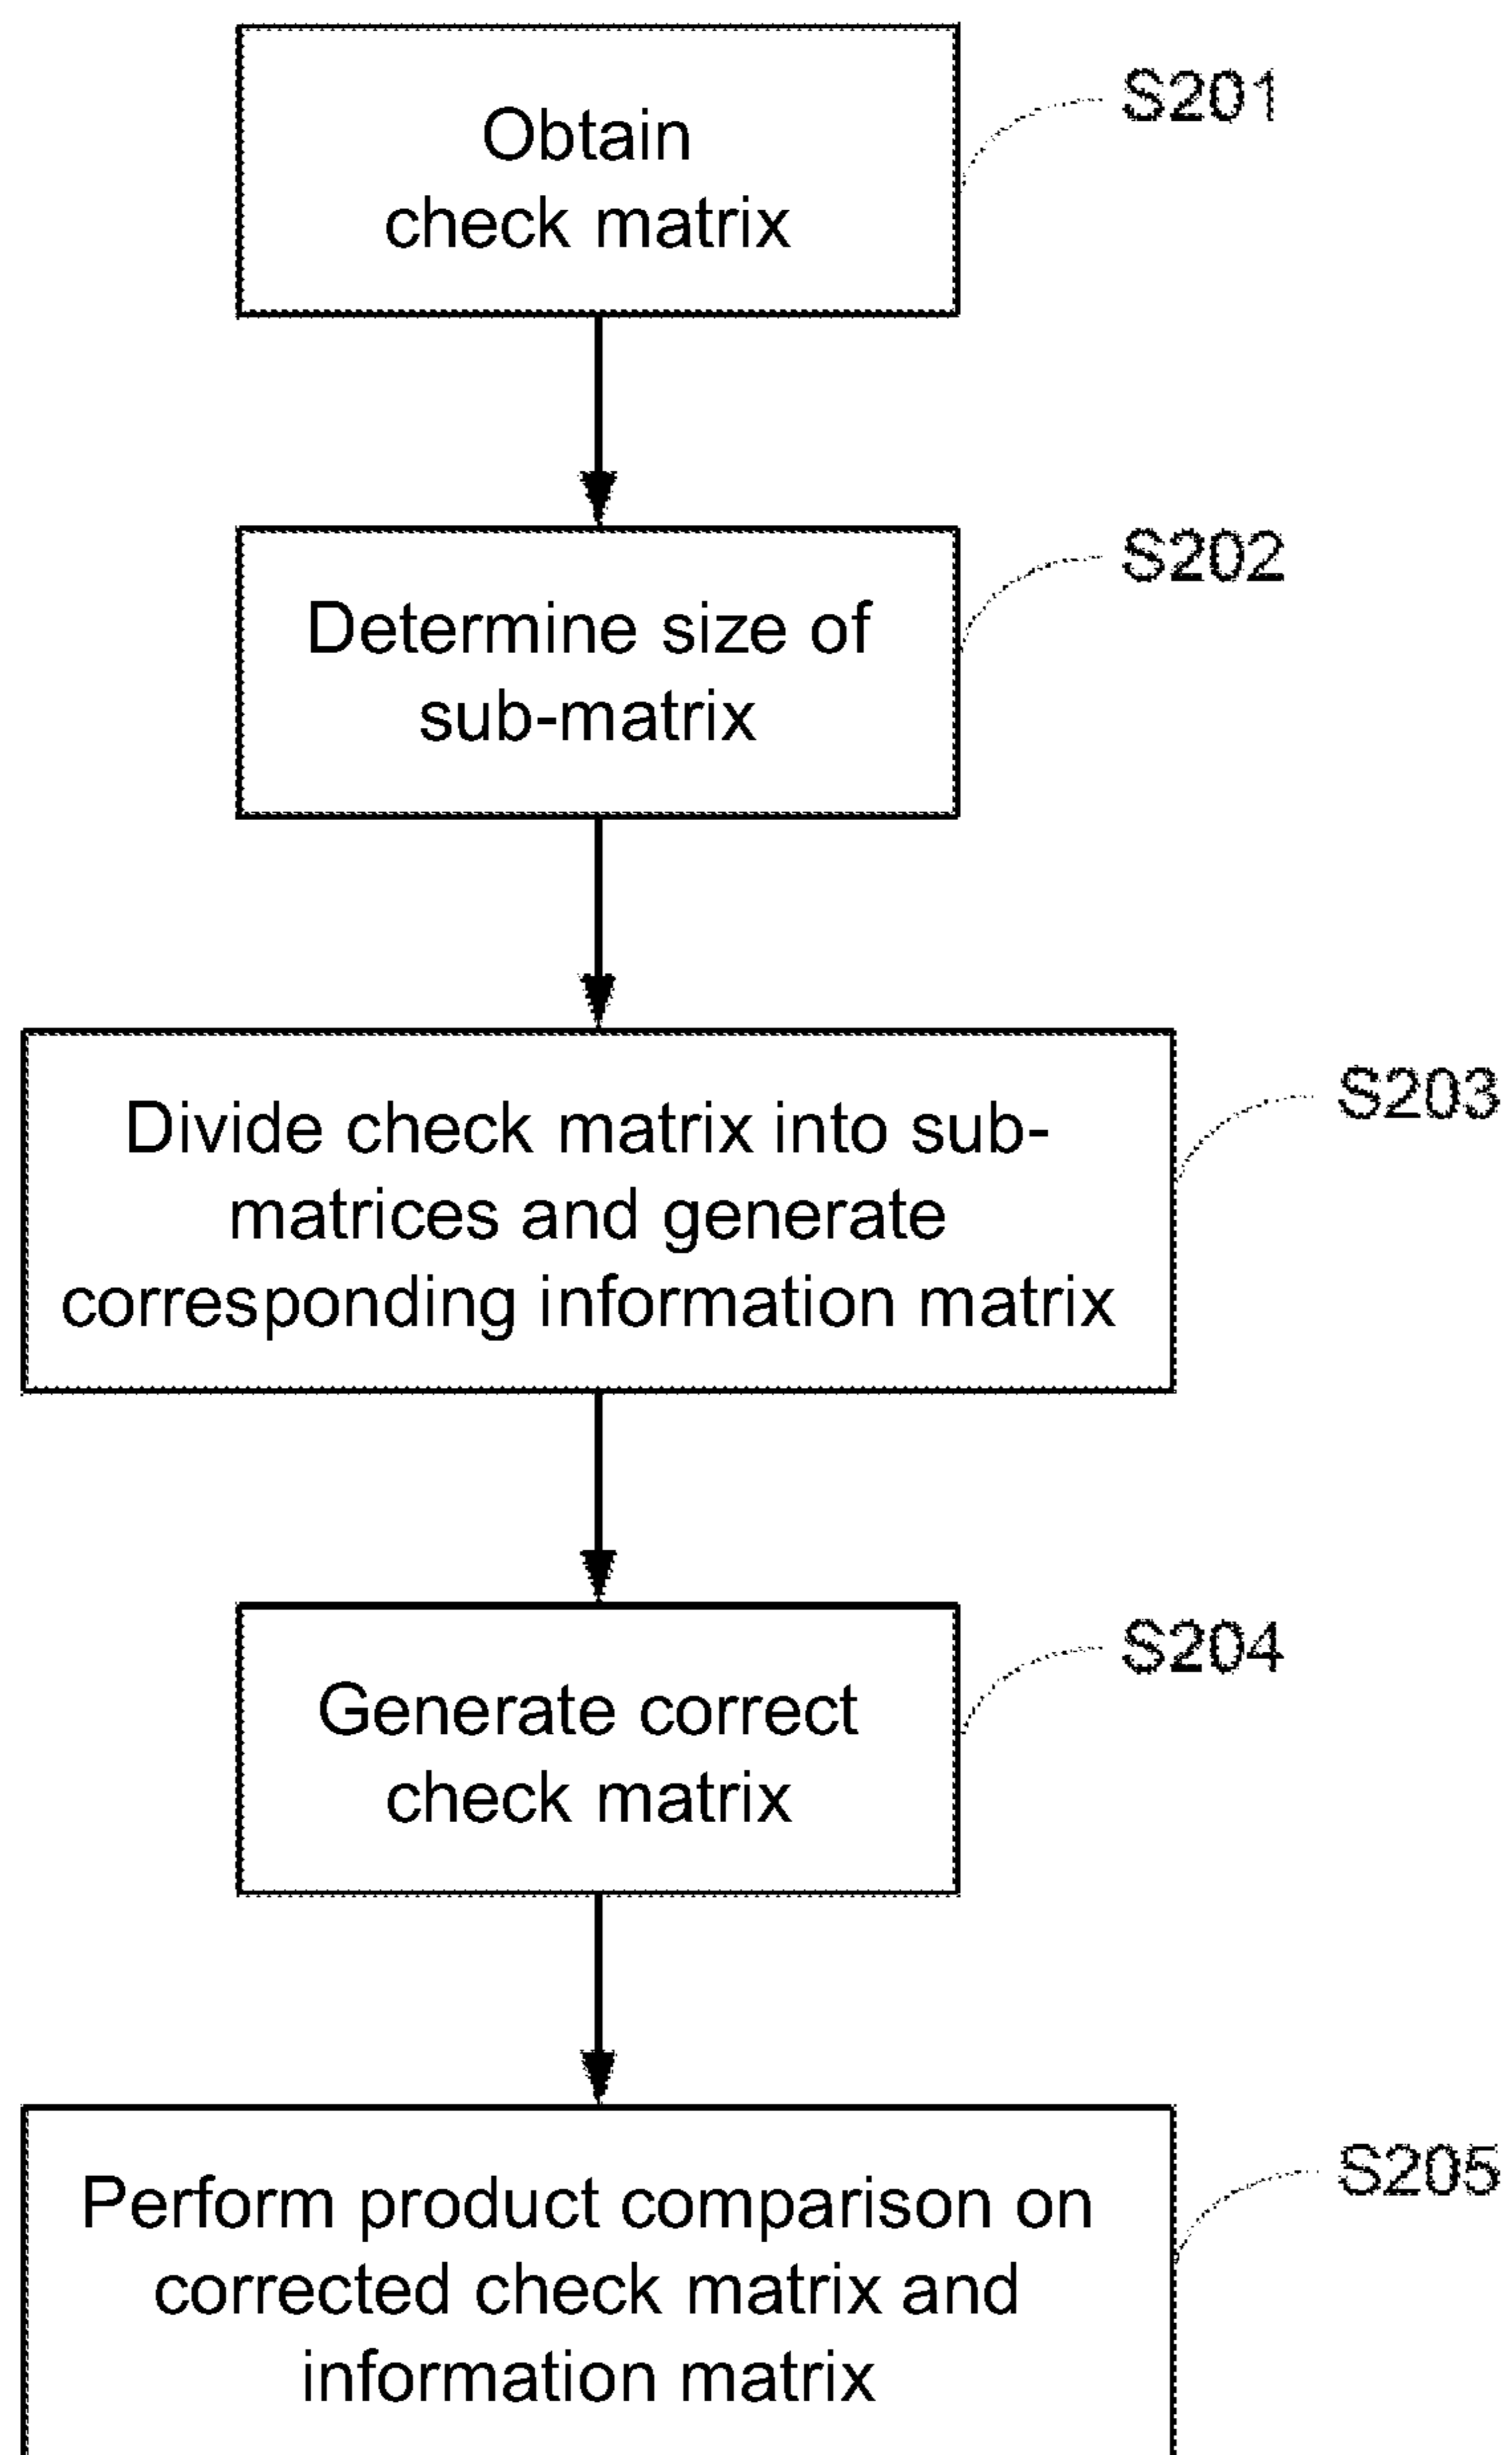 Obtain
check matrix
S201
Determine size of
sub-matrix
S202
Divide check matrix into sub-
matrices and generate
corresponding information matrix
S203
Generate correct
check matrix
S204
Perform product comparison on
corrected check matrix and
information matrix
S205